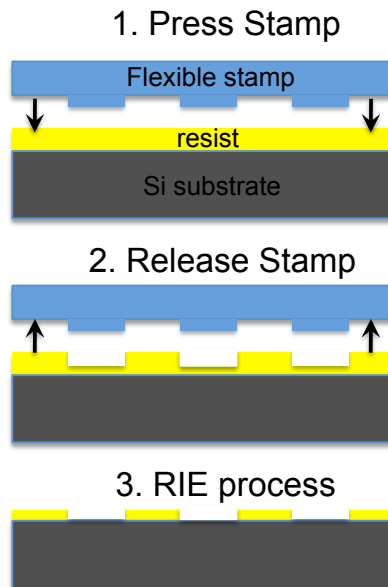 1. Press Stamp
Flexible stamp
resist
Si substrate
2. Release Stamp
3. RIE process